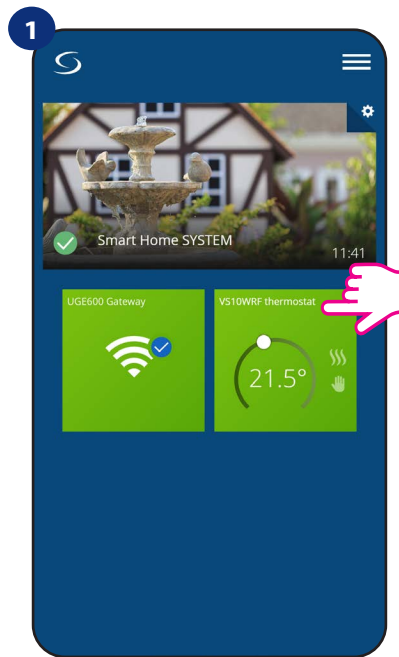 1
Smart Home SYSTEM
11:41
UGE600 Gateway
VS10WRF thermostat
21.5°